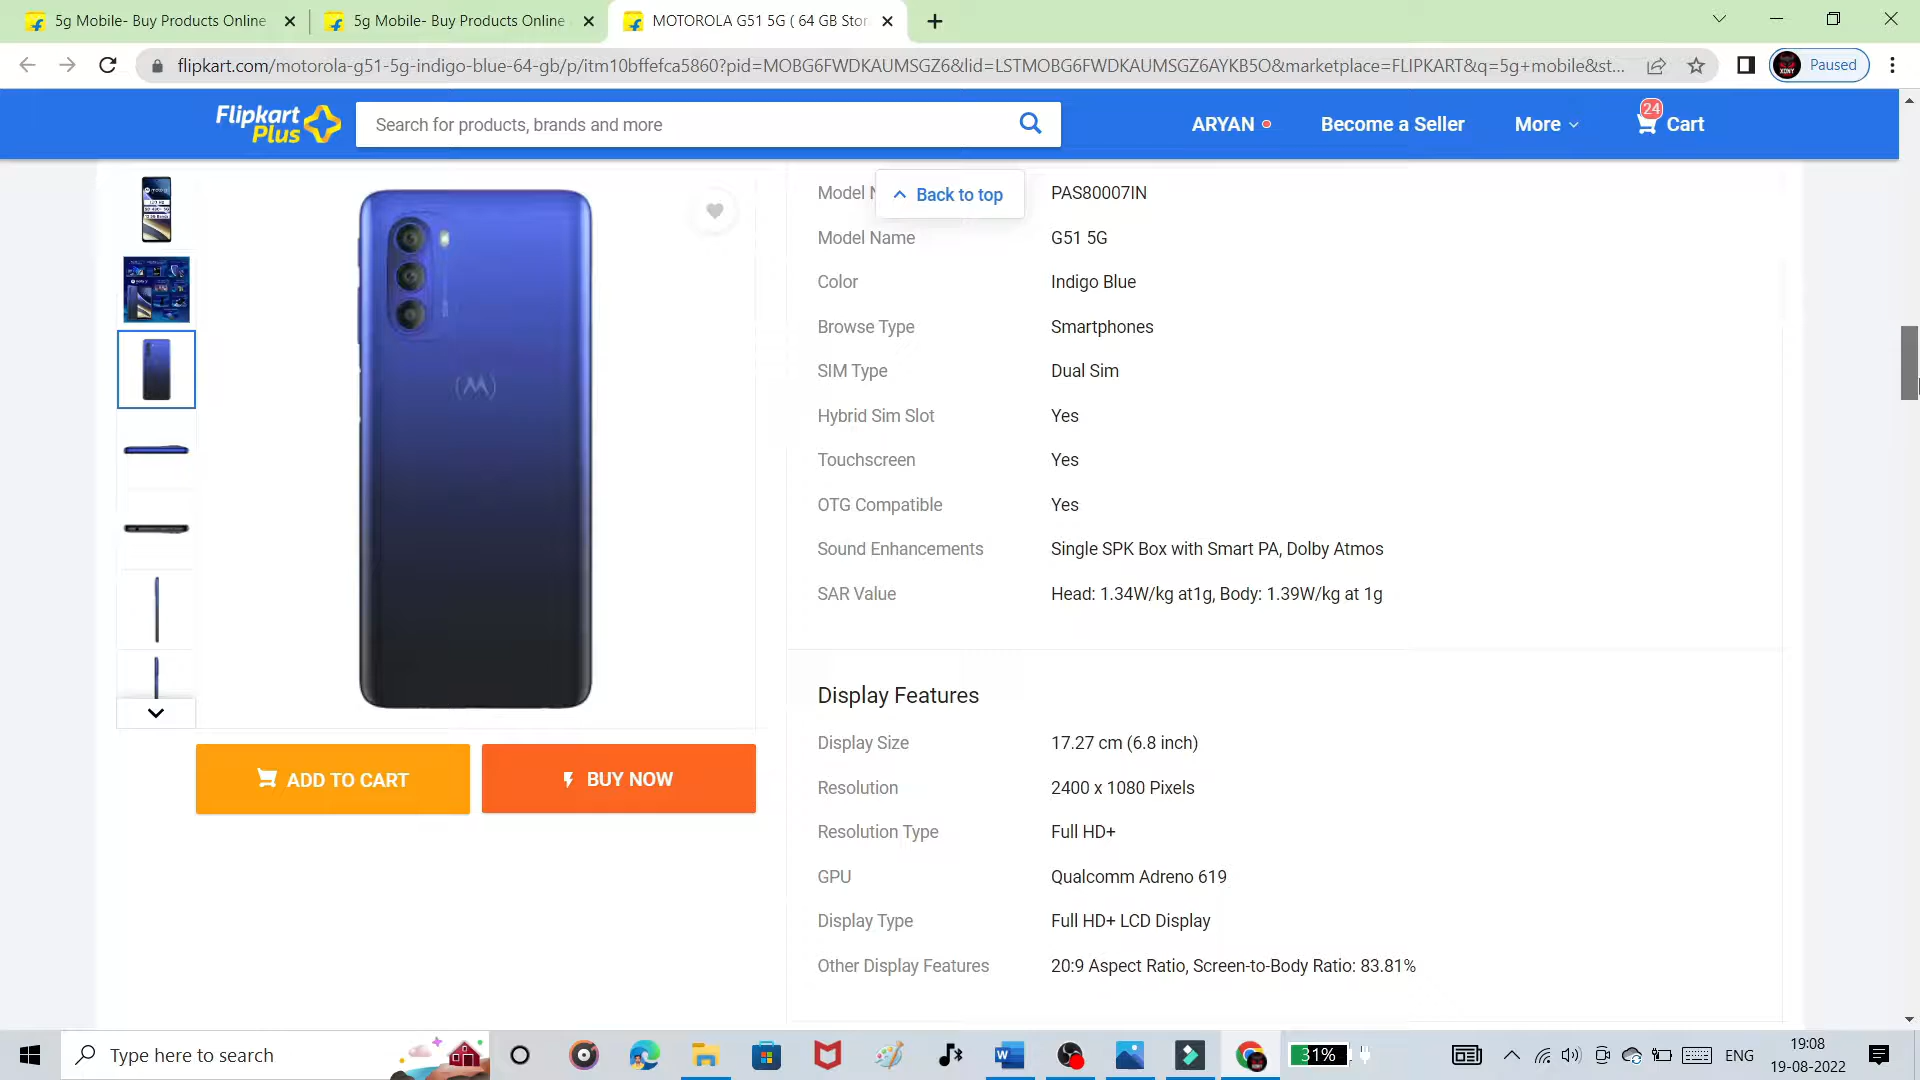 5g Mobile- Buy Products Online
5g Mobile- Buy Products Online
MOTOROLA G51 5G ( 64 GB Stor
flipkart.com/motorola-g51-5g-indigo-blue-64-gb/p/itm10bffefca5860?pid=MOBG6FWDKAUMSGZ6&lid=LSTMOBG6FWDKAUMSGZ6AYKB5O&marketplace=FLIPKART&q=5g+mobile&st...
Paused
Flipkart
Plus
Search for products, brands and more
ARYAN
Become a Seller
More
24
Cart
Back to top
Model PAS80007IN
Model Name G51 5G
Color Indigo Blue
Browse Type Smartphones
SIM Type Dual Sim
Hybrid Sim Slot Yes
Touchscreen Yes
OTG Compatible Yes
Sound Enhancements Single SPK Box with Smart PA, Dolby Atmos
SAR Value Head: 1.34W/kg at1g, Body: 1.39W/kg at 1g
ADD TO CART
BUY NOW
Display Features
Display Size 17.27 cm (6.8 inch)
Resolution 2400 x 1080 Pixels
Resolution Type Full HD+
GPU Qualcomm Adreno 619
Display Type Full HD+ LCD Display
Other Display Features 20:9 Aspect Ratio, Screen-to-Body Ratio: 83.81%
Type here to search
31%
ENG
19:08
19-08-2022